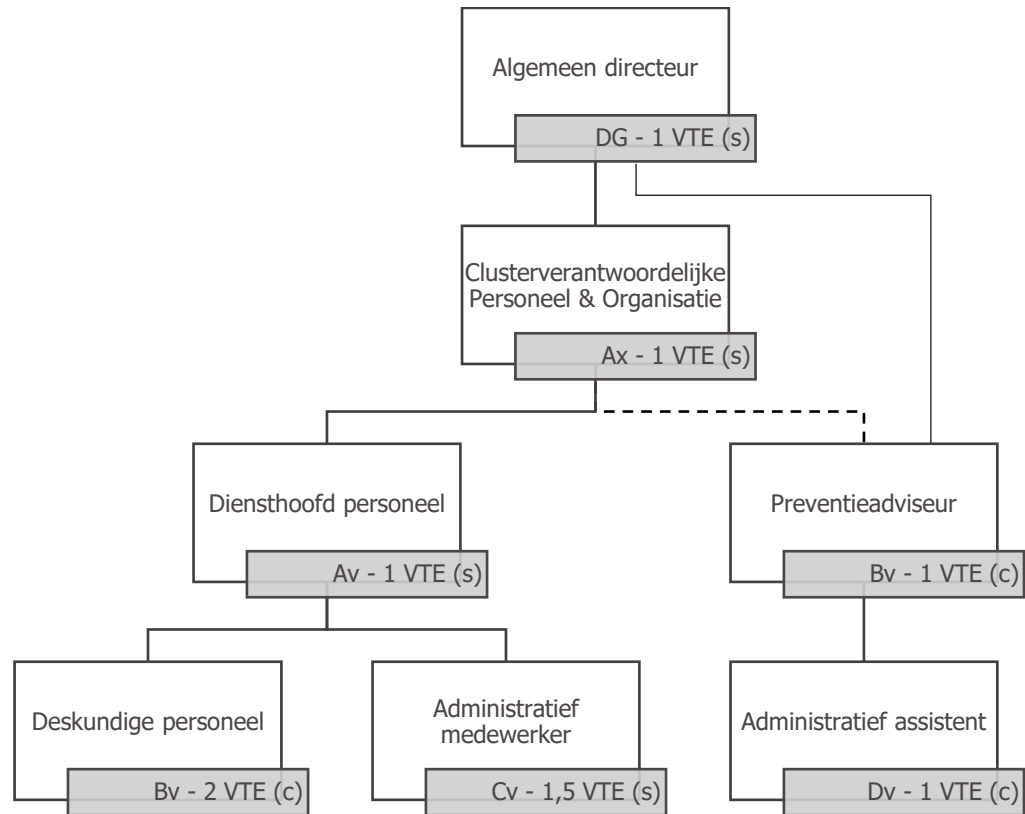 Algemeen directeur
DG - 1 VTE (s)
Clusterverantwoordelijke
Personeel & Organisatie
Ax - 1 VTE (s)
Diensthoofd personeel
Av - 1 VTE (s)
Preventieadviseur
Bv - 1 VTE (c)
Deskundige personeel
Bv - 2 VTE (c)
Administratief
medewerker
Cv - 1,5 VTE (s)
Administratief assistent
Dv - 1 VTE (c)